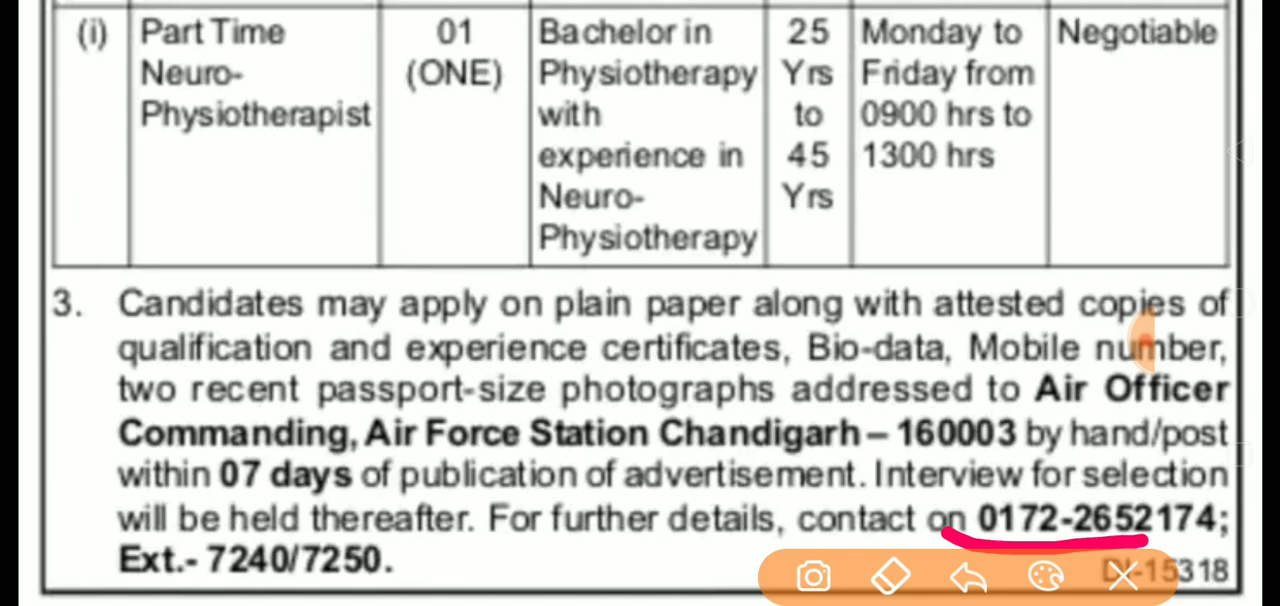 (i) Part Time 01 Bachelor in 25 Monday to Negotiable
Neuro- (ONE) Physiotherapy Yrs Friday from
Physiotherapist with to 0900 hrs to
experience in 45 1300 hrs
Neuro- Yrs
Physiotherapy
3. Candidates may apply on plain paper along with attested copies of
qualification and experience certificates, Bio-data, Mobile number,
two recent passport-size photographs addressed to Air Officer
Commanding, Air Force Station Chandigarh – 160003 by hand/post
within 07 days of publication of advertisement. Interview for selection
will be held thereafter. For further details, contact on 0172-2652174;
Ext.- 7240/7250.
DI-15318